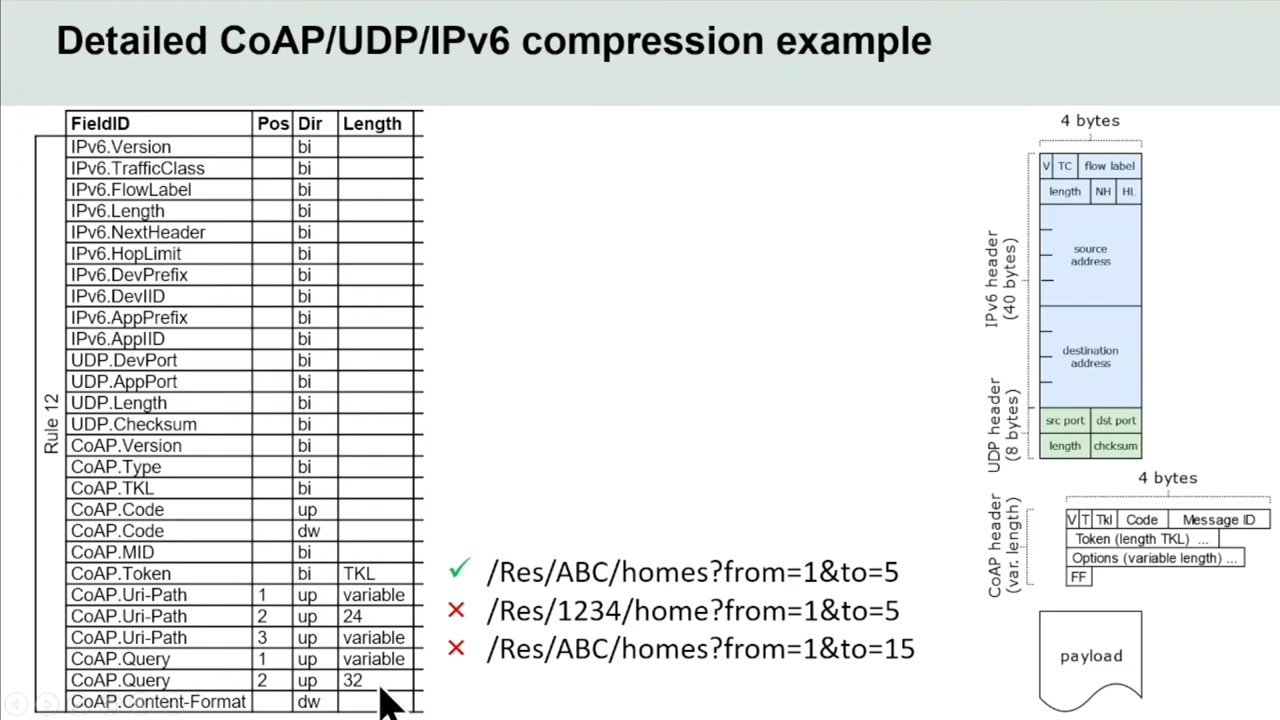 Detailed CoAP/UDP/IPv6 compression example
FieldID Pos Dir Length
Rule 12
IPv6.Version bi
IPv6.TrafficClass bi
IPv6.FlowLabel bi
IPv6.Length bi
IPv6.NextHeader bi
IPv6.HopLimit bi
IPv6.DevPrefix bi
IPv6.DevIID bi
IPv6.AppPrefix bi
IPv6.AppIID bi
UDP.DevPort bi
UDP.AppPort bi
UDP.Length bi
UDP.Checksum bi
CoAP.Version bi
CoAP.Type bi
CoAP.TKL bi
CoAP.Code up
CoAP.Code dw
CoAP.MID bi
CoAP.Token bi TKL
CoAP.Uri-Path 1 up variable
CoAP.Uri-Path 2 up 24
CoAP.Uri-Path 3 up variable
CoAP.Query 1 up variable
CoAP.Query 2 up 32
CoAP.Content-Format dw
✓ /Res/ABC/homes?from=1&to=5
✕ /Res/1234/home?from=1&to=5
✕ /Res/ABC/homes?from=1&to=15
4 bytes
IPv6 header
(40 bytes)
V TC flow label
length NH HL
source
address
destination
address
UDP header
(8 bytes)
src port dst port
length chcksum
4 bytes
CoAP header
(var. length)
V T Tkl Code Message ID
Token (length TKL) ...
Options (variable length) ...
FF
payload